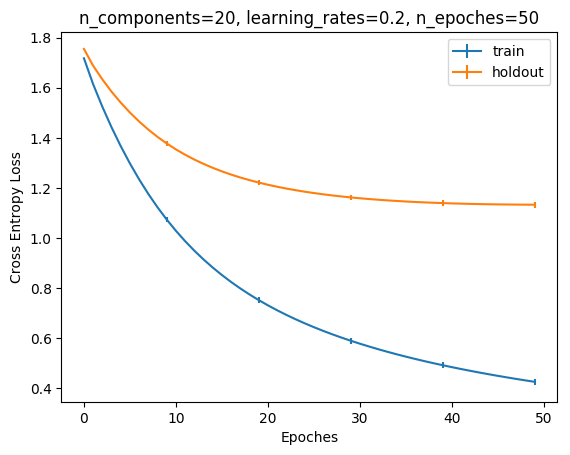 n_components=20, learning_rates=0.2, n_epoches=50
train
holdout
Cross Entropy Loss
1.8
1.6
1.4
1.2
1.0
0.8
0.6
0.4
0
10
20
30
40
50
Epoches